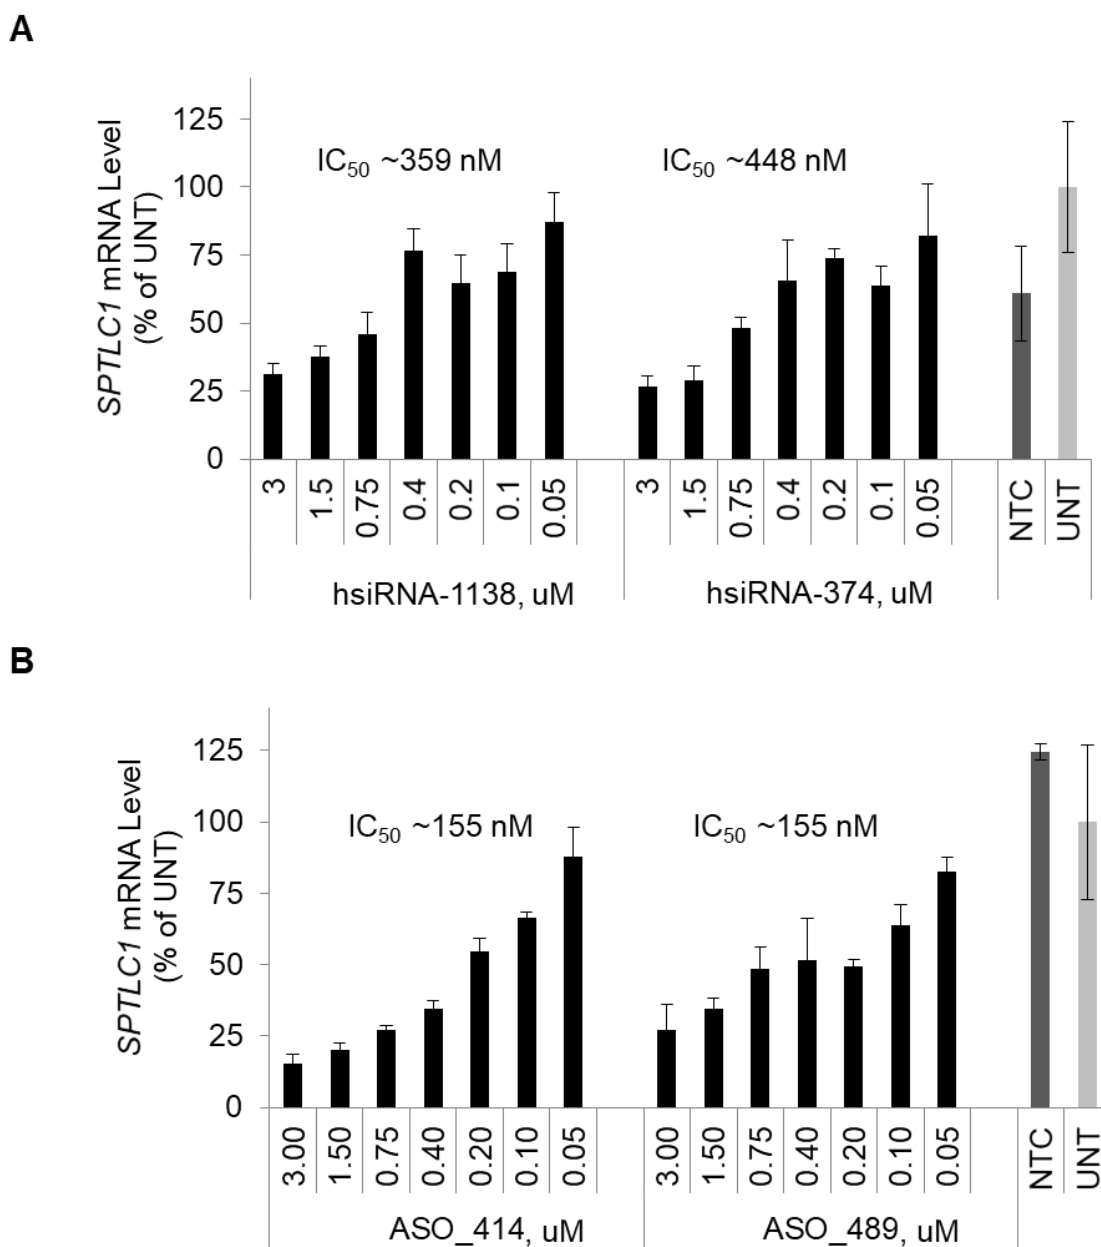 A
SPTLC1 mRNA Level
(% of UNT)
125
100
75
50
25
0
IC50 ~359 nM
IC50 ~448 nM
3
1.5
0.75
0.4
0.2
0.1
0.05
3
1.5
0.75
0.4
0.2
0.1
0.05
NTC
UNT
hsiRNA-1138, uM
hsiRNA-374, uM
B
SPTLC1 mRNA Level
(% of UNT)
125
100
75
50
25
0
IC50 ~155 nM
IC50 ~155 nM
3.00
1.50
0.75
0.40
0.20
0.10
0.05
3.00
1.50
0.75
0.40
0.20
0.10
0.05
NTC
UNT
ASO_414, uM
ASO_489, uM